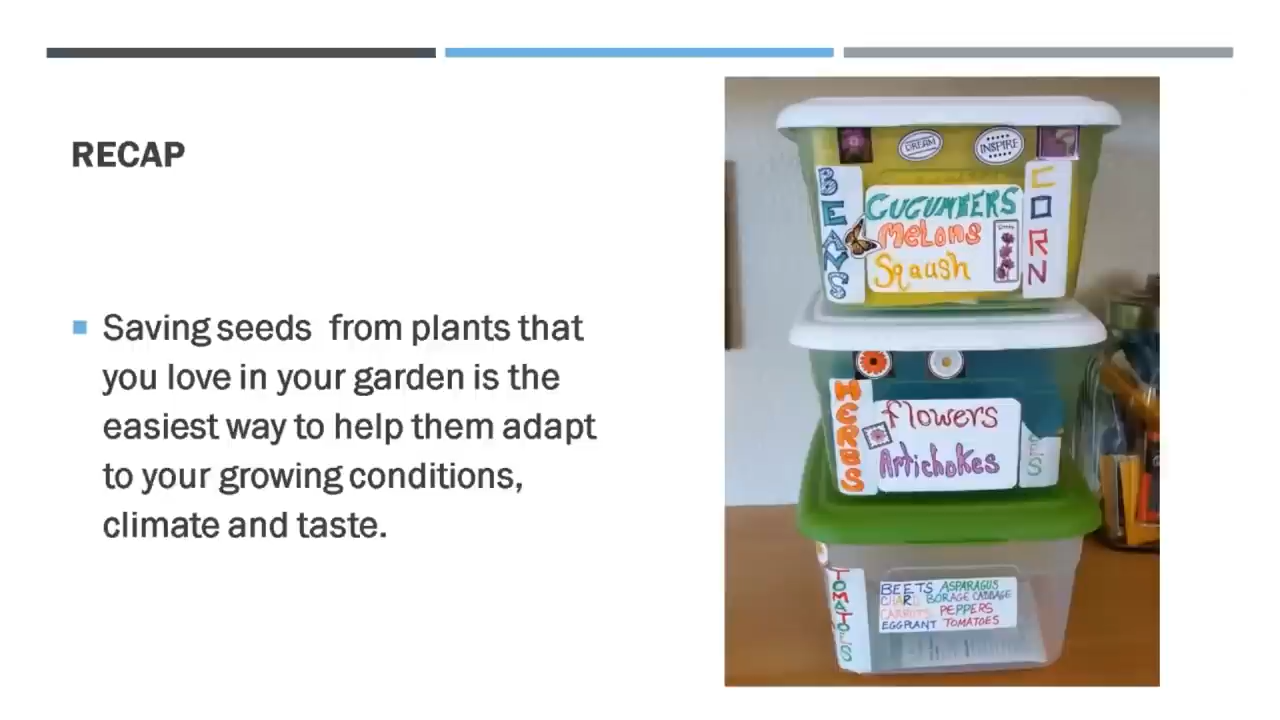 RECAP
Saving seeds from plants that
you love in your garden is the
easiest way to help them adapt
to your growing conditions,
climate and taste.
DREAM
INSPIRE
BEANS
CUCUMBERS
Melons
Sqaush
CORN
HERBS
flowers
Artichokes
TOMATOES
BEETS ASPARAGUS
CHARD BORAGE CABBAGE
CARROTS PEPPERS
EGGPLANT TOMATOES